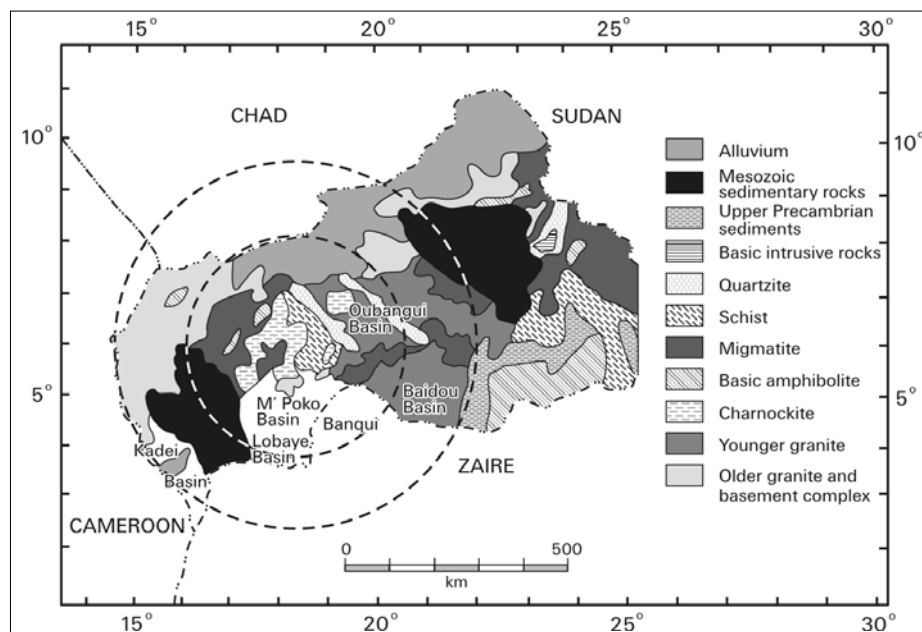 15° 20° 25° 30°
CHAD
SUDAN
10°
10°
Alluvium
Mesozoic
sedimentary rocks
Upper Precambrian
sediments
Basic intrusive rocks
Quartzite
Schist
Migmatite
Basic amphibolite
Charnockite
Younger granite
Older granite and
basement complex
Oubangui
Basin
5°
5°
M' Poko
Basin
Baidou
Basin
Banqui
Lobaye
Basin
Kadei
Basin
ZAIRE
CAMEROON
0 500
km
15° 20° 25° 30°